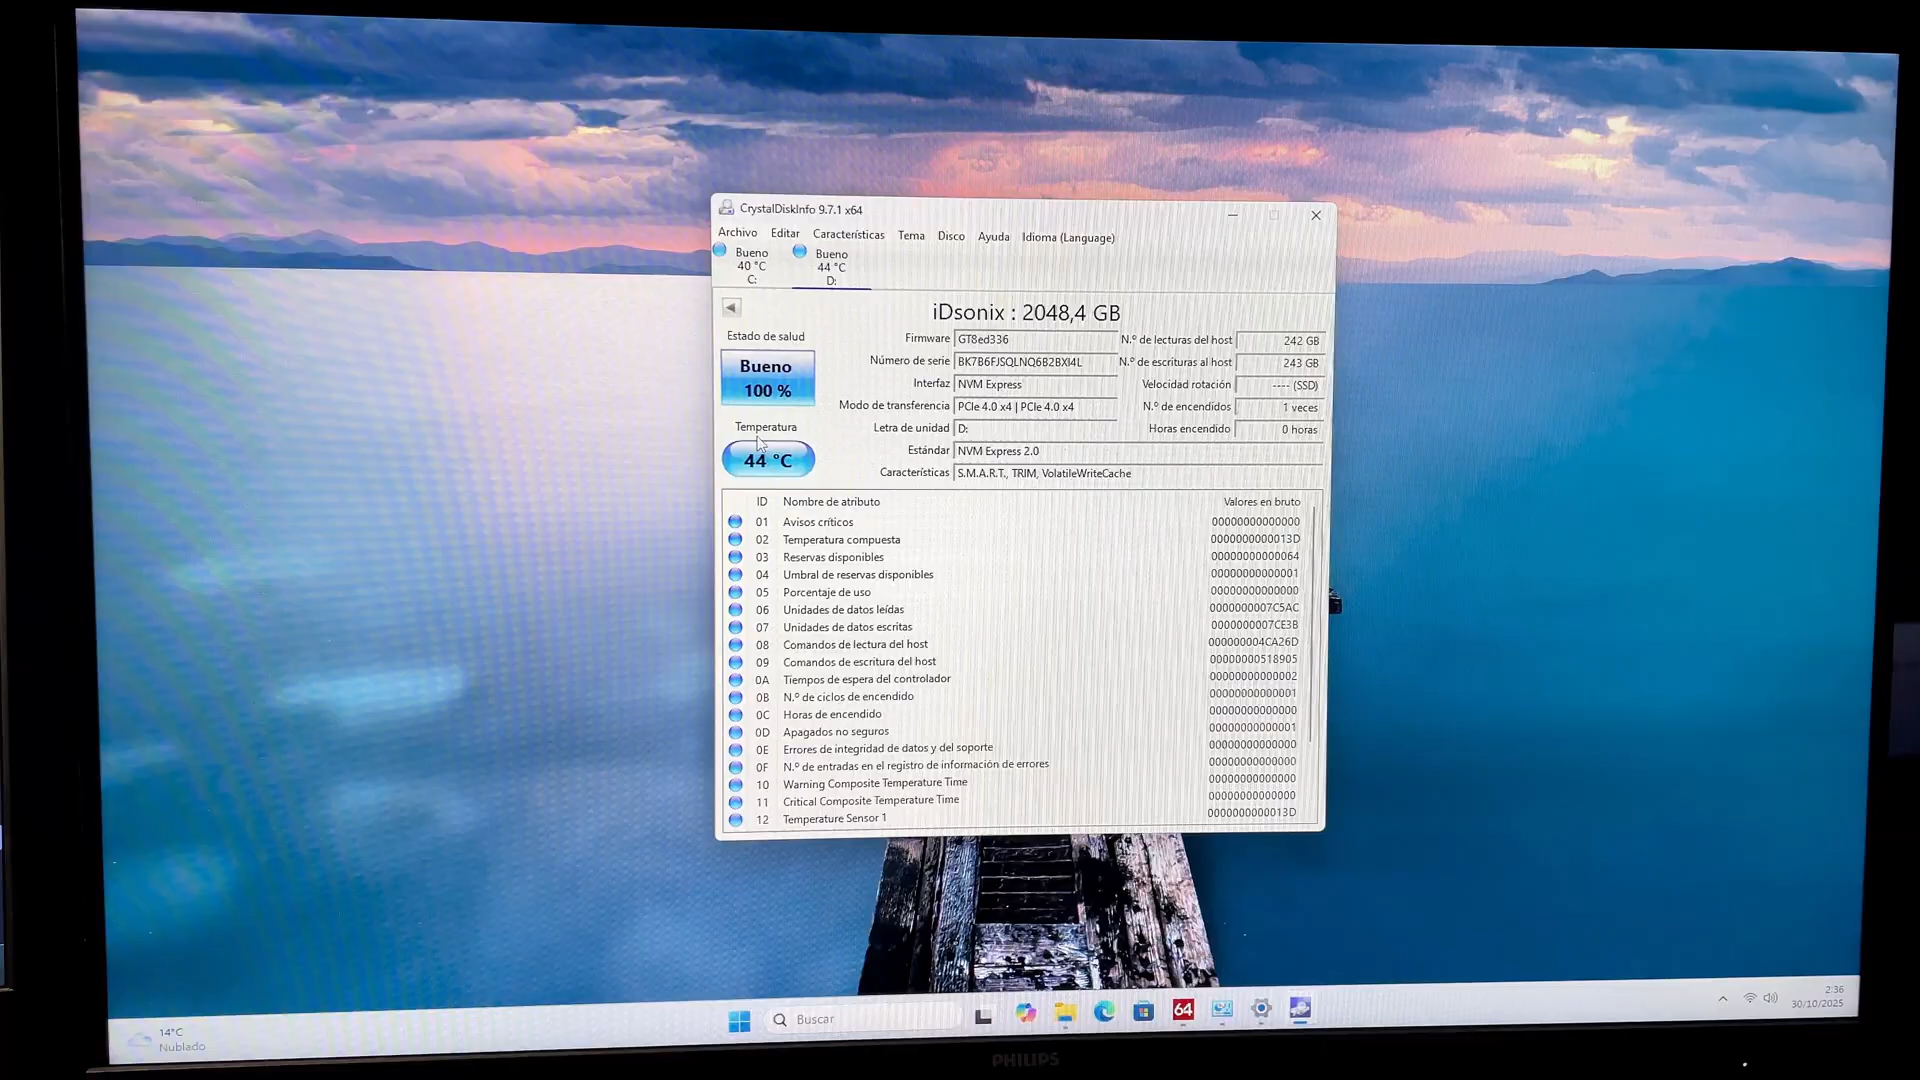 CrystalDiskInfo 9.7.1 x64
Archivo Editar Características Tema Disco Ayuda Idioma (Language)
Bueno
40 °C
C:
Bueno
44 °C
D:
iDsonix : 2048,4 GB
Estado de salud
Bueno
100 %
Temperatura
44 °C
Firmware GT8ed336
Número de serie BK7B6FJSQLNQ6B2BXI4L
Interfaz NVM Express
Modo de transferencia PCIe 4.0 x4 | PCIe 4.0 x4
Letra de unidad D:
Estándar NVM Express 2.0
Características S.M.A.R.T., TRIM, VolatileWriteCache
N.º de lecturas del host 242 GB
N.º de escrituras al host 243 GB
Velocidad rotación ---- (SSD)
N.º de encendidos 1 veces
Horas encendido 0 horas
ID Nombre de atributo Valores en bruto
01 Avisos críticos 00000000000000
02 Temperatura compuesta 0000000000013D
03 Reservas disponibles 00000000000064
04 Umbral de reservas disponibles 00000000000001
05 Porcentaje de uso 00000000000000
06 Unidades de datos leídas 0000000007C5AC
07 Unidades de datos escritas 0000000007CE3B
08 Comandos de lectura del host 000000004CA26D
09 Comandos de escritura del host 00000000518905
0A Tiempos de espera del controlador 00000000000002
0B N.º de ciclos de encendido 00000000000001
0C Horas de encendido 00000000000000
0D Apagados no seguros 00000000000001
0E Errores de integridad de datos y del soporte 00000000000000
0F N.º de entradas en el registro de información de errores 00000000000000
10 Warning Composite Temperature Time 00000000000000
11 Critical Composite Temperature Time 00000000000000
12 Temperature Sensor 1 0000000000013D
14°C
Nublado
Buscar
64
2:36
30/10/2025
PHILIPS